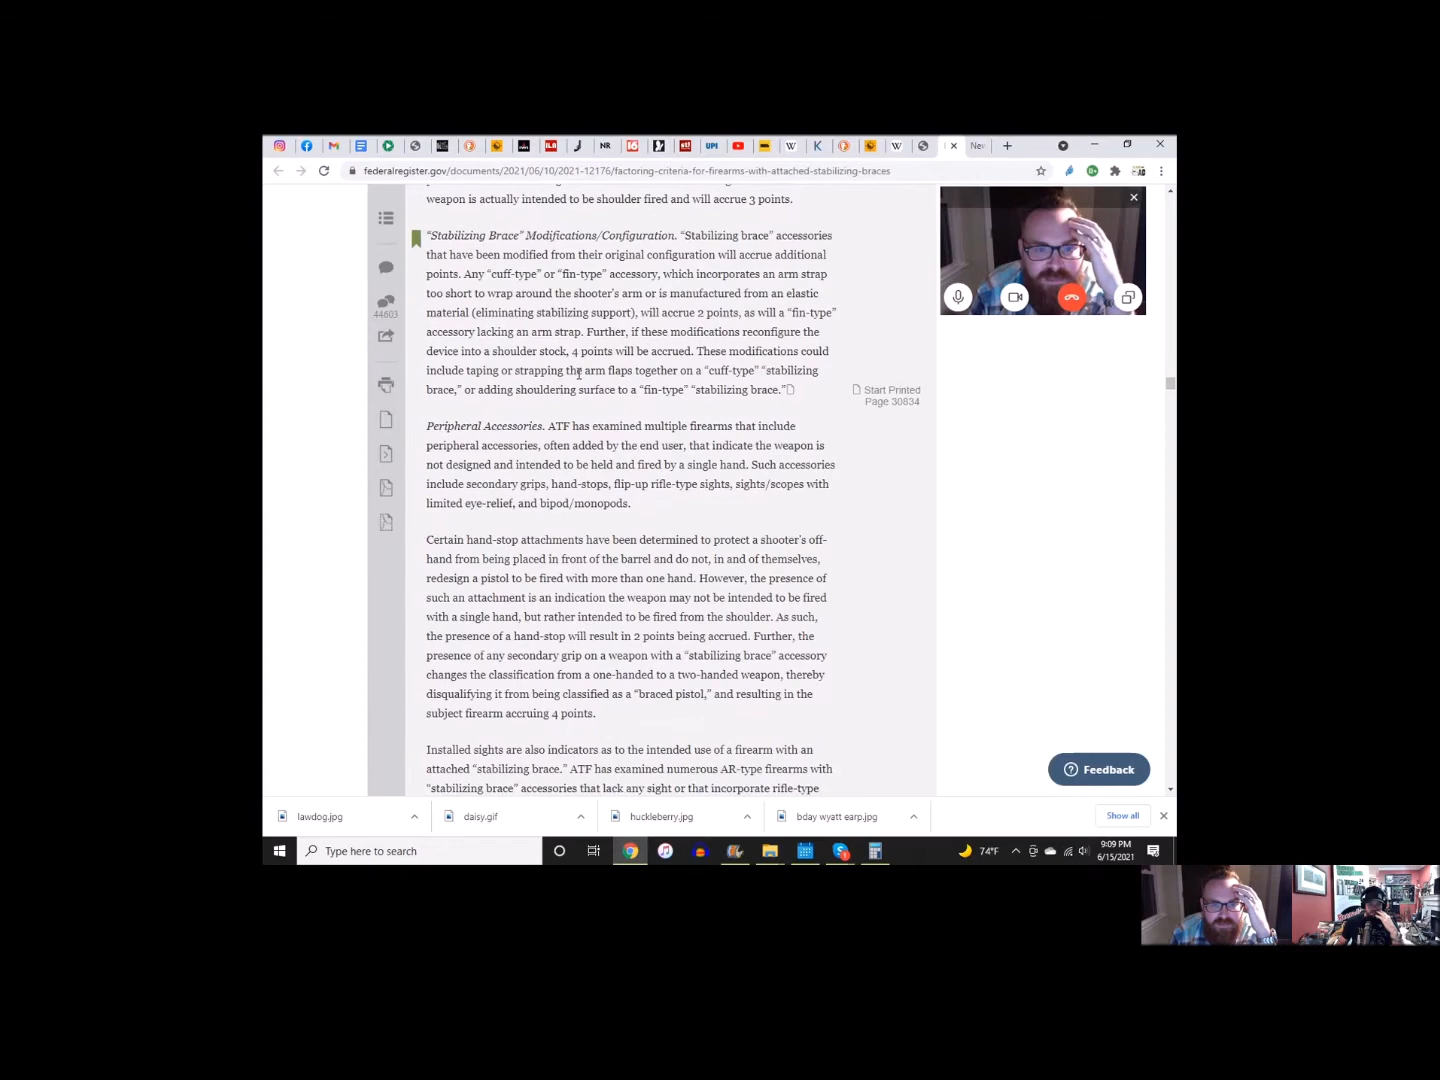 NR
UPI
W
K
W
Nev
federalregister.gov/documents/2021/06/10/2021-12176/factoring-criteria-for-firearms-with-attached-stabilizing-braces
weapon is actually intended to be shoulder fired and will accrue 3 points.
“Stabilizing Brace” Modifications/Configuration. “Stabilizing brace” accessories
that have been modified from their original configuration will accrue additional
points. Any “cuff-type” or “fin-type” accessory, which incorporates an arm strap
too short to wrap around the shooter’s arm or is manufactured from an elastic
material (eliminating stabilizing support), will accrue 2 points, as will a “fin-type”
accessory lacking an arm strap. Further, if these modifications reconfigure the
device into a shoulder stock, 4 points will be accrued. These modifications could
include taping or strapping the arm flaps together on a “cuff-type” “stabilizing
brace,” or adding shouldering surface to a “fin-type” “stabilizing brace.”
Start Printed
Page 30834
44603
Peripheral Accessories. ATF has examined multiple firearms that include
peripheral accessories, often added by the end user, that indicate the weapon is
not designed and intended to be held and fired by a single hand. Such accessories
include secondary grips, hand-stops, flip-up rifle-type sights, sights/scopes with
limited eye-relief, and bipod/monopods.
Certain hand-stop attachments have been determined to protect a shooter’s off-
hand from being placed in front of the barrel and do not, in and of themselves,
redesign a pistol to be fired with more than one hand. However, the presence of
such an attachment is an indication the weapon may not be intended to be fired
with a single hand, but rather intended to be fired from the shoulder. As such,
the presence of a hand-stop will result in 2 points being accrued. Further, the
presence of any secondary grip on a weapon with a “stabilizing brace” accessory
changes the classification from a one-handed to a two-handed weapon, thereby
disqualifying it from being classified as a “braced pistol,” and resulting in the
subject firearm accruing 4 points.
Installed sights are also indicators as to the intended use of a firearm with an
attached “stabilizing brace.” ATF has examined numerous AR-type firearms with
“stabilizing brace” accessories that lack any sight or that incorporate rifle-type
Feedback
lawdog.jpg
daisy.gif
huckleberry.jpg
bday wyatt earp.jpg
Show all
Type here to search
74°F
9:09 PM
6/15/2021